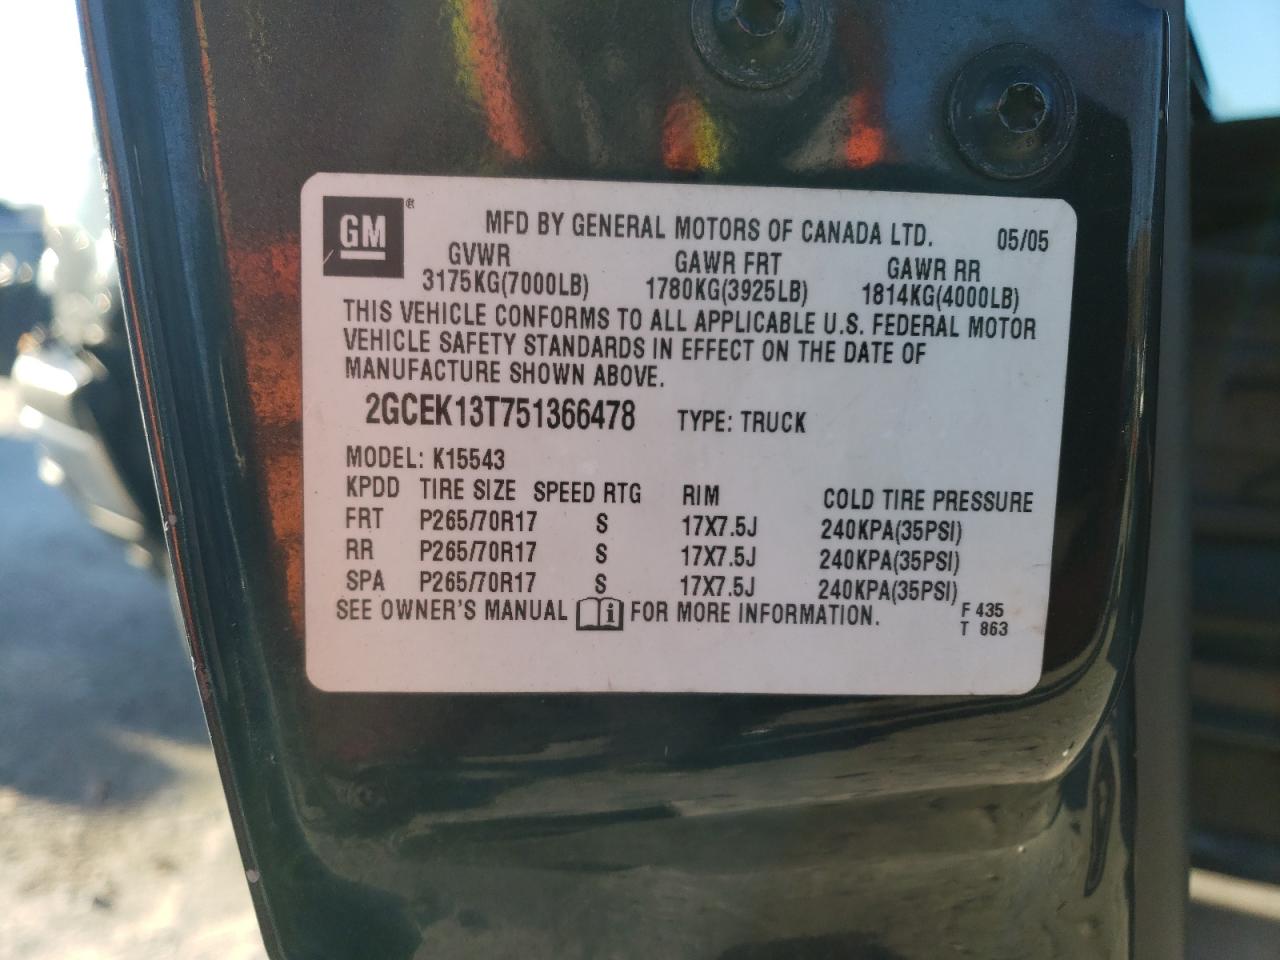 GM ® MFD BY GENERAL MOTORS OF CANADA LTD. 05/05
GVWR GAWR FRT GAWR RR
3175KG(7000LB) 1780KG(3925LB) 1814KG(4000LB)
THIS VEHICLE CONFORMS TO ALL APPLICABLE U.S. FEDERAL MOTOR
VEHICLE SAFETY STANDARDS IN EFFECT ON THE DATE OF
MANUFACTURE SHOWN ABOVE.
2GCEK13T751366478 TYPE: TRUCK
MODEL: K15543
KPDD TIRE SIZE SPEED RTG RIM COLD TIRE PRESSURE
FRT P265/70R17 S 17X7.5J 240KPA(35PSI)
RR P265/70R17 S 17X7.5J 240KPA(35PSI)
SPA P265/70R17 S 17X7.5J 240KPA(35PSI)
SEE OWNER'S MANUAL i FOR MORE INFORMATION. F 435
T 863